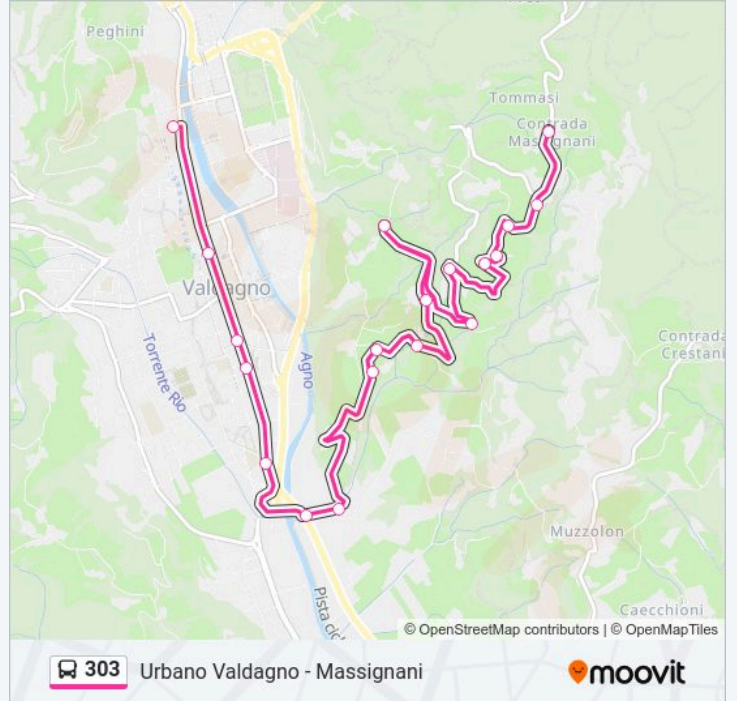 Peghini
Tommasi
Contrada
Massignani
Valdagno
Contrada
Crestani
Torrente Rio
Agno
Muzzolon
Pista cicl
Caecchioni
© OpenStreetMap contributors | © OpenMapTiles
303 Urbano Valdagno - Massignani
moovit